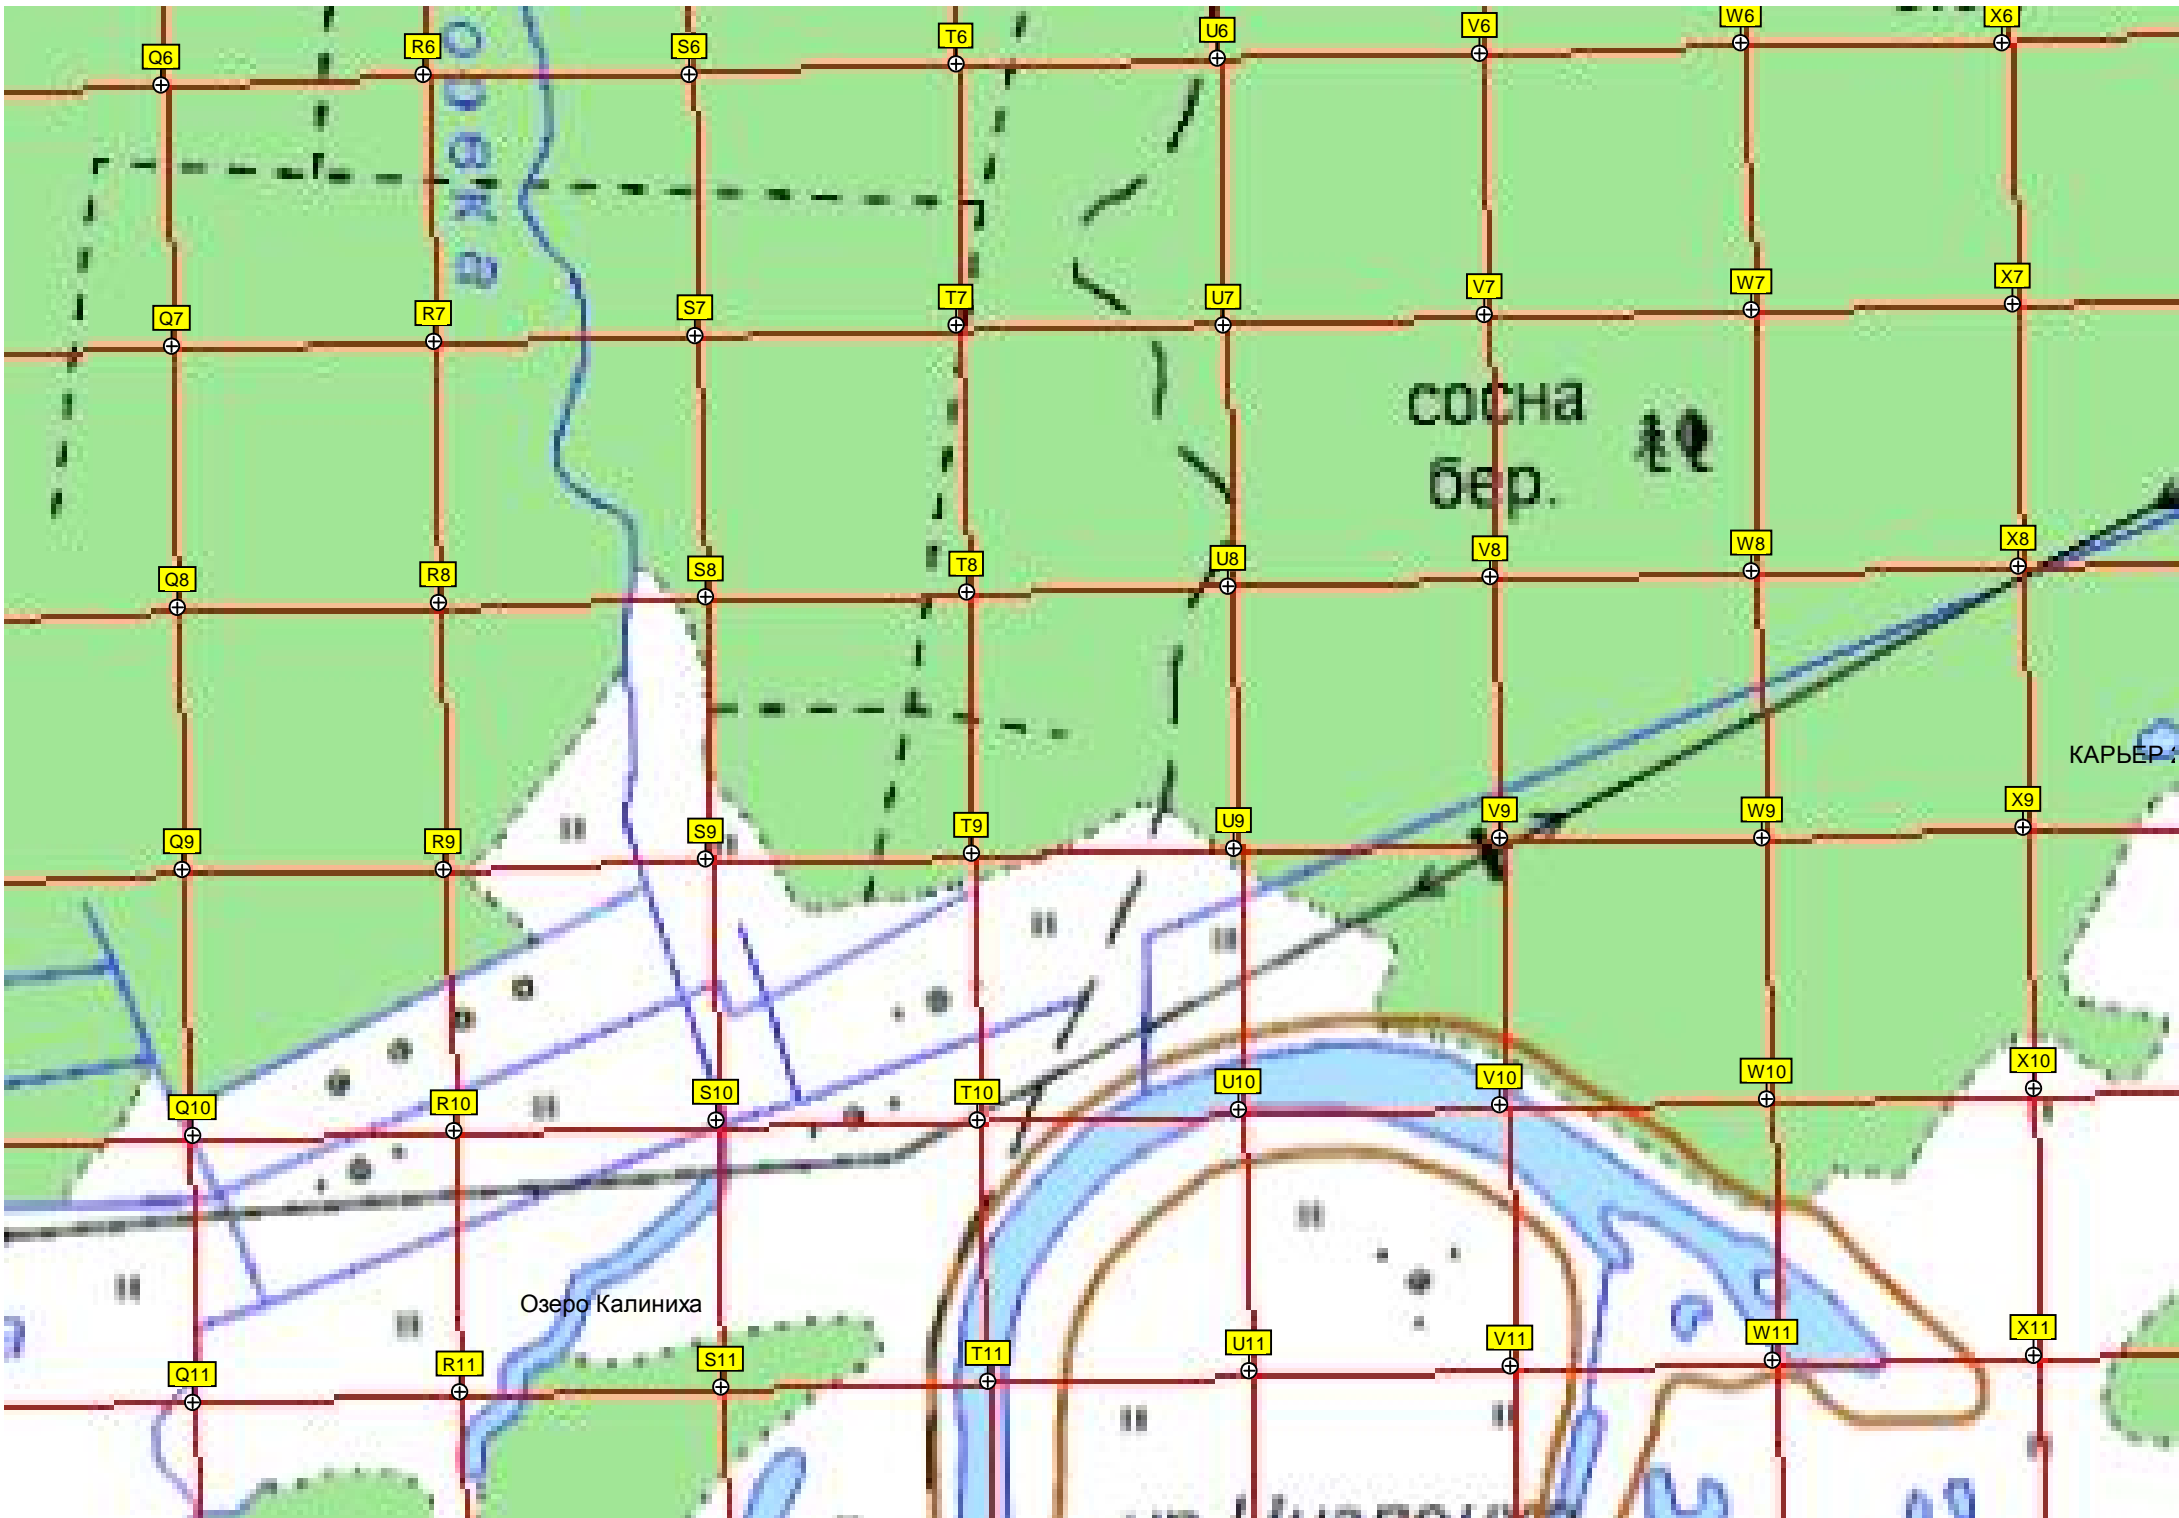 Q6 R6 S6 T6 U6 V6 W6 X6
Q7 R7 S7 T7 U7 V7 W7 X7
сосна
бер.
Q8 R8 S8 T8 U8 V8 W8 X8
КАРЬЕР
Q9 R9 S9 T9 U9 V9 W9 X9
Q10 R10 S10 T10 U10 V10 W10 X10
Озеро Калиниха
Q11 R11 S11 T11 U11 V11 W11 X11